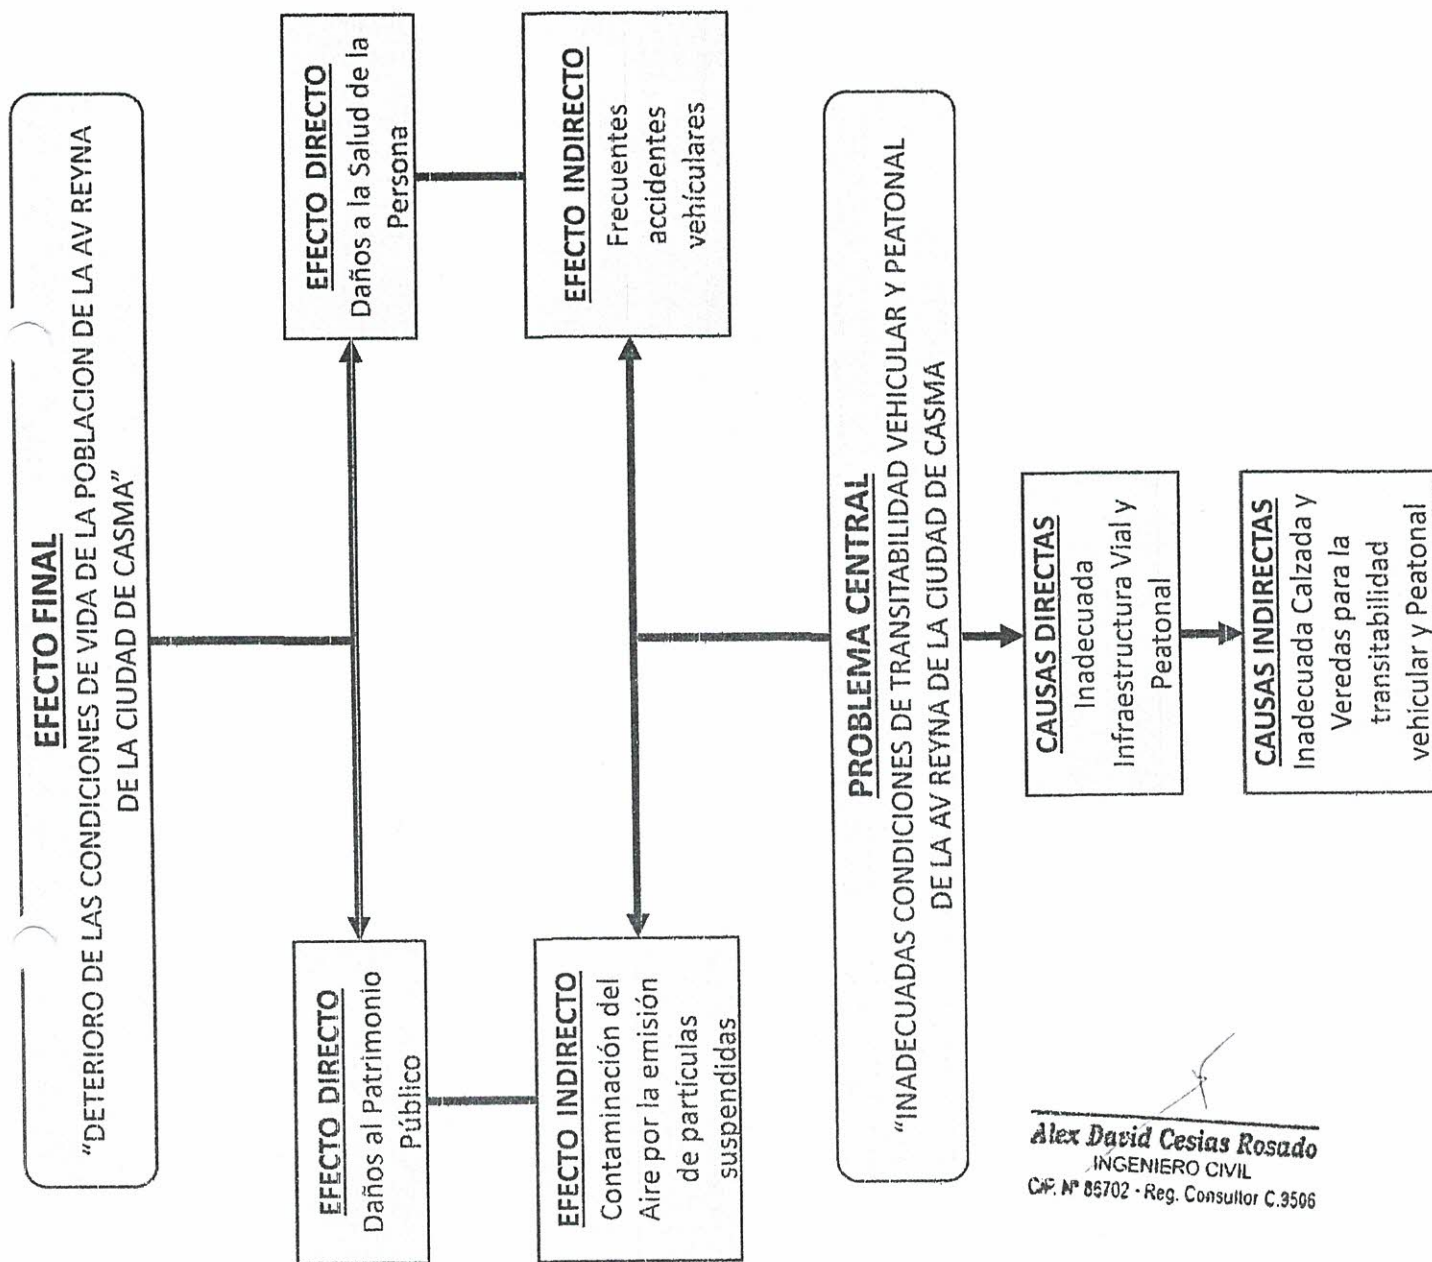 EFECTO FINAL
"DETERIORO DE LAS CONDICIONES DE VIDA DE LA POBLACION DE LA AV REYNA
DE LA CIUDAD DE CASMA"
EFECTO DIRECTO
Daños al Patrimonio
Público
EFECTO DIRECTO
Daños a la Salud de la
Persona
EFECTO INDIRECTO
Contaminación del
Aire por la emisión
de partículas
suspendidas
EFECTO INDIRECTO
Frecuentes
accidentes
vehículares
PROBLEMA CENTRAL
"INADECUADAS CONDICIONES DE TRANSITABILIDAD VEHICULAR Y PEATONAL
DE LA AV REYNA DE LA CIUDAD DE CASMA
CAUSAS DIRECTAS
Inadecuada
Infraestructura Vial y
Peatonal
CAUSAS INDIRECTAS
Inadecuada Calzada y
Veredas para la
transitabilidad
vehicular y Peatonal
Alex David Cesias Rosado
INGENIERO CIVIL
CIP. Nº 86702 - Reg. Consultor C.9506